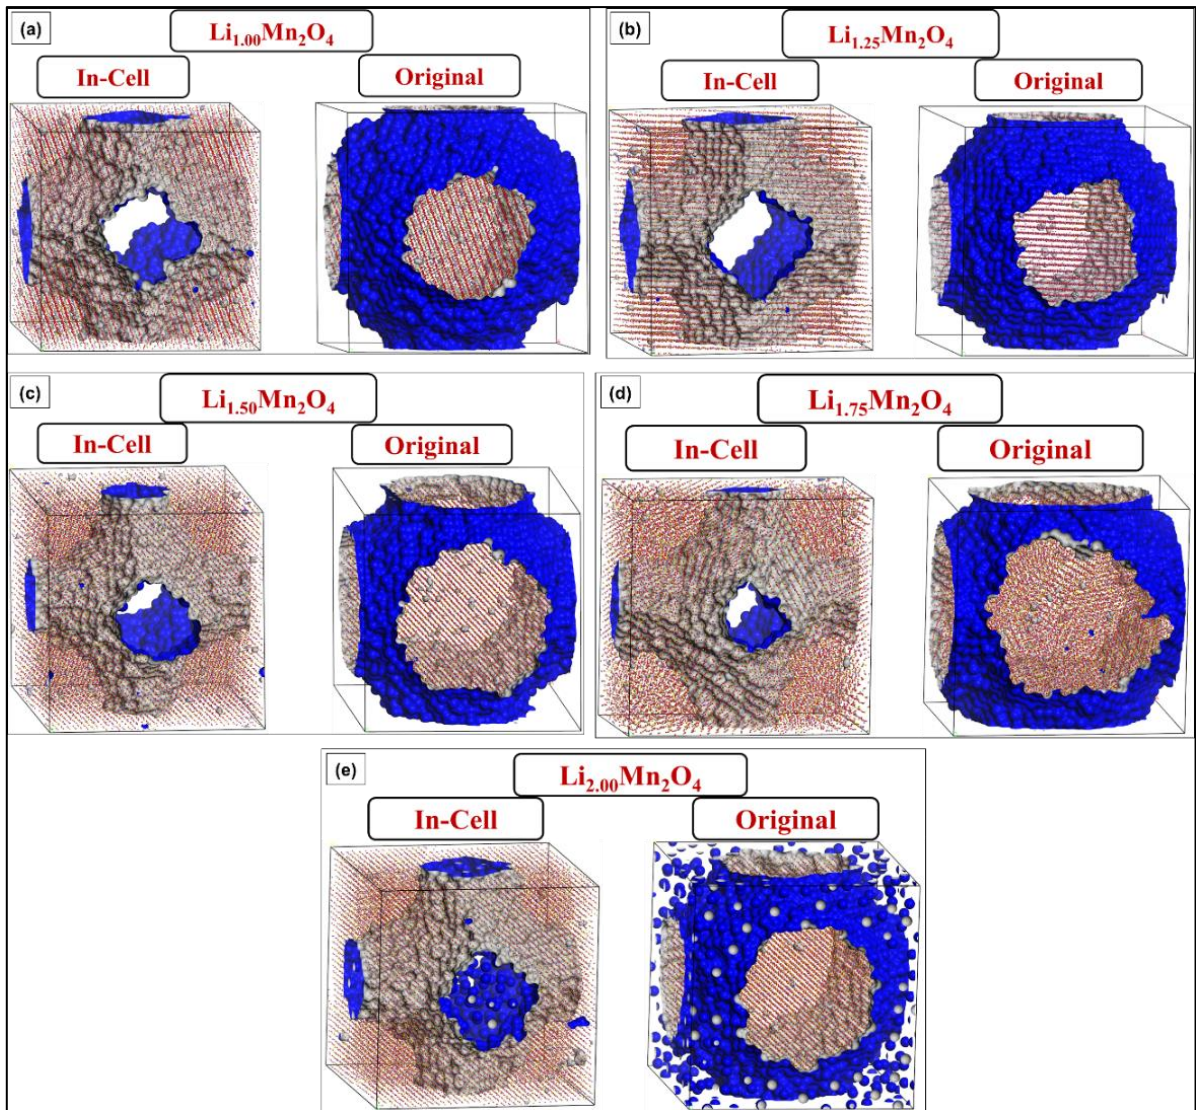 (a)
Li₁.₀₀Mn₂O₄
In-Cell
Original
(b)
Li₁.₂₅Mn₂O₄
In-Cell
Original
(c)
Li₁.₅₀Mn₂O₄
In-Cell
Original
(d)
Li₁.₇₅Mn₂O₄
In-Cell
Original
(e)
Li₂.₀₀Mn₂O₄
In-Cell
Original